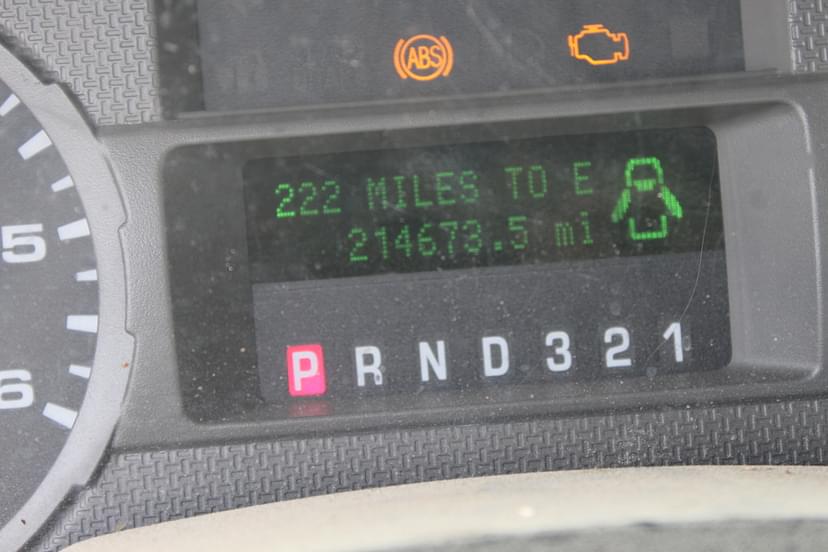 ABS
222 MILES TO E
214673.5 mi
5
P R N D 3 2 1
6